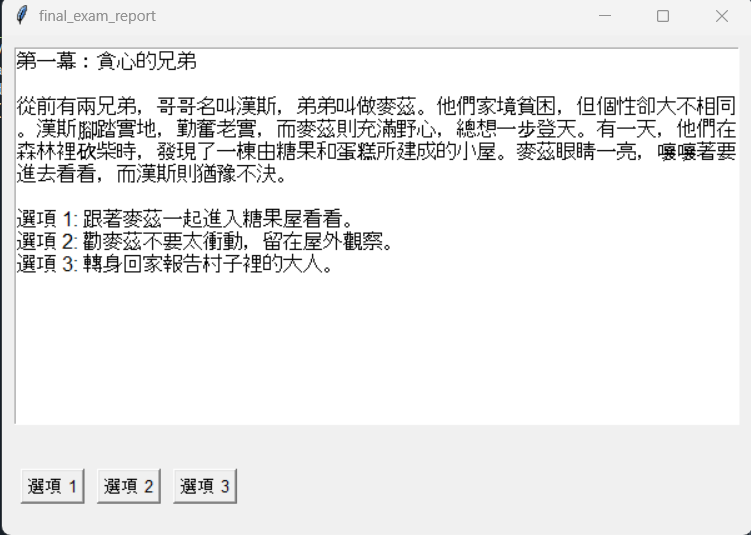 final_exam_report
第一幕：貪心的兄弟
從前有兩兄弟，哥哥名叫漢斯，弟弟叫做麥茲。他們家境貧困，但個性卻大不相同
。漢斯腳踏實地，勤奮老實，而麥茲則充滿野心，總想一步登天。有一天，他們在
森林裡砍柴時，發現了一棟由糖果和蛋糕所建成的小屋。麥茲眼睛一亮，嚷嚷著要
進去看看，而漢斯則猶豫不決。
選項 1: 跟著麥茲一起進入糖果屋看看。
選項 2: 勸麥茲不要太衝動，留在屋外觀察。
選項 3: 轉身回家報告村子裡的大人。
選項 1 選項 2 選項 3